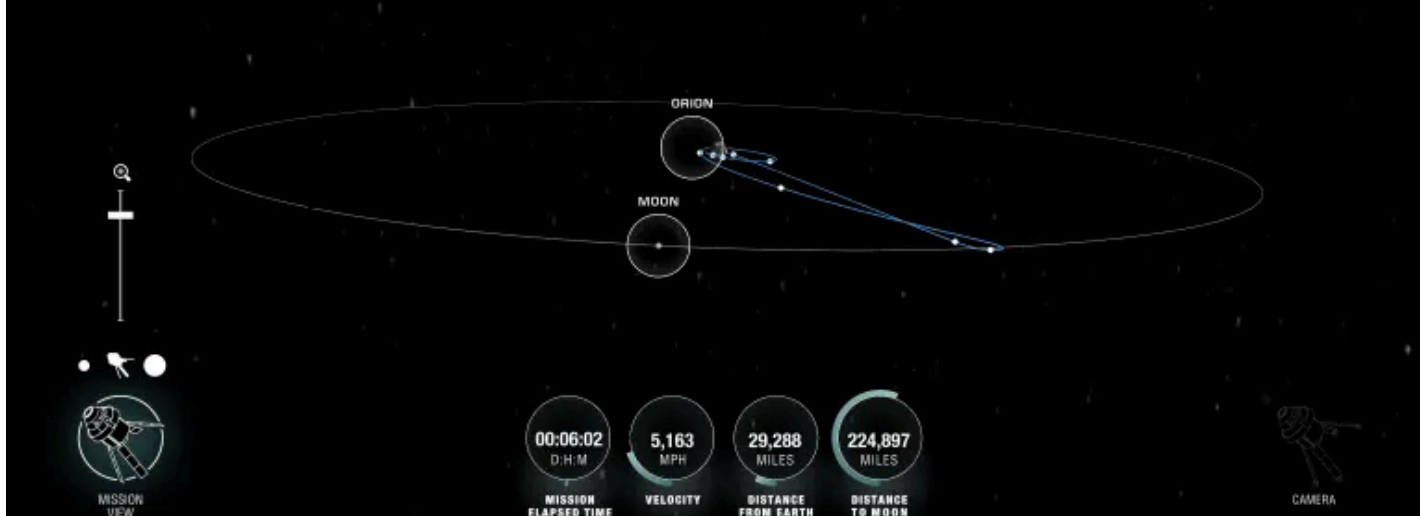 ORION
MOON
00:06:02
D:H:M
MISSION
ELAPSED TIME
5,163
MPH
VELOCITY
29,288
MILES
DISTANCE
FROM EARTH
224,897
MILES
DISTANCE
TO MOON
MISSION
VIEW
CAMERA